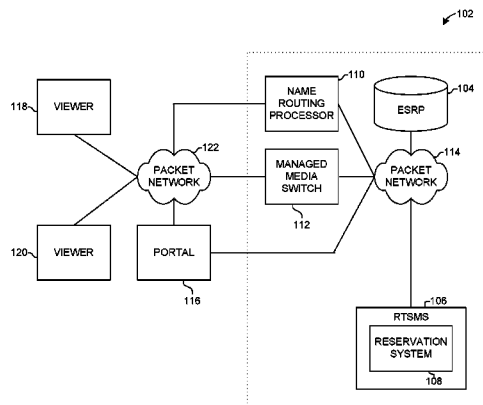 102
118
VIEWER
110
NAME
ROUTING
PROCESSOR
ESRP
104
122
PACKET
NETWORK
MANAGED
MEDIA
SWITCH
112
114
PACKET
NETWORK
120
VIEWER
PORTAL
116
106
RTSMS
RESERVATION
SYSTEM
108